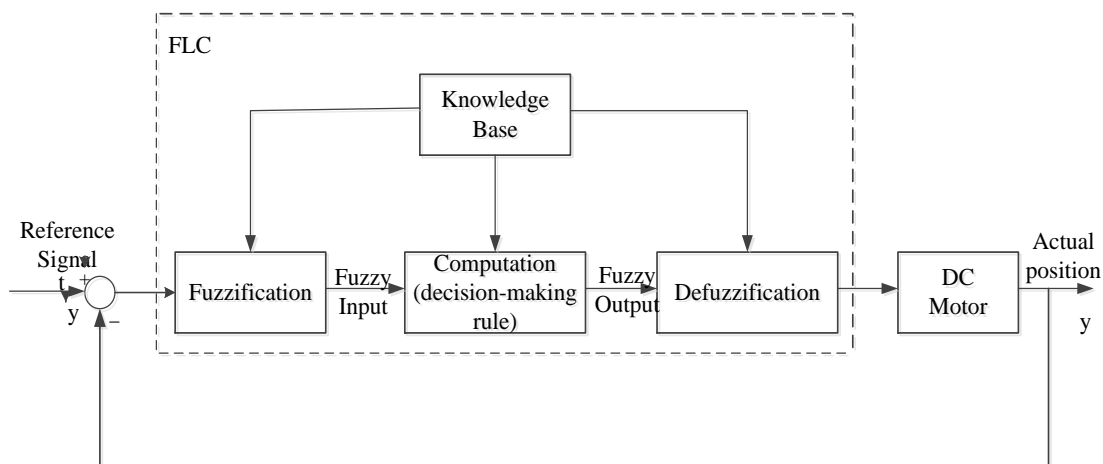 FLC
Knowledge
Base
Reference
Signal
+
t
y
−
Fuzzification
Fuzzy
Input
Computation
(decision-making
rule)
Fuzzy
Output
Defuzzification
DC
Motor
Actual
position
y